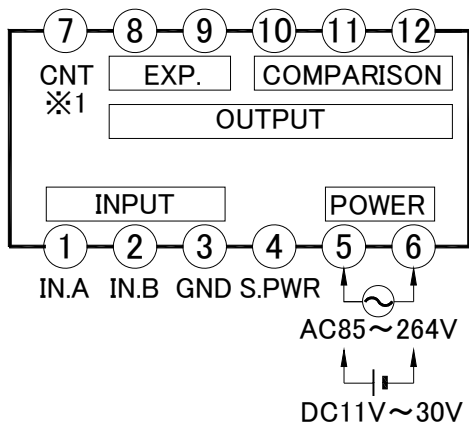 7 8 9 10 11 12
CNT EXP. COMPARISON
※1
OUTPUT
INPUT POWER
1 2 3 4 5 6
IN.A IN.B GND S.PWR
AC85～264V
DC11V～30V